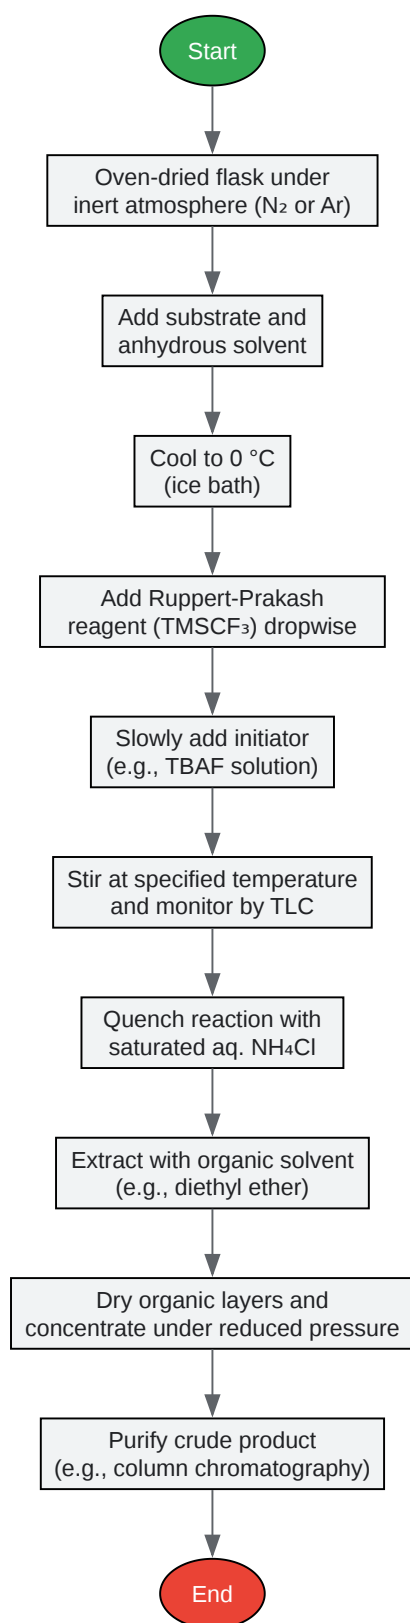 Start
Oven-dried flask under
inert atmosphere (N₂ or Ar)
Add substrate and
anhydrous solvent
Cool to 0 °C
(ice bath)
Add Ruppert-Prakash
reagent (TMSCF₃) dropwise
Slowly add initiator
(e.g., TBAF solution)
Stir at specified temperature
and monitor by TLC
Quench reaction with
saturated aq. NH₄Cl
Extract with organic solvent
(e.g., diethyl ether)
Dry organic layers and
concentrate under reduced pressure
Purify crude product
(e.g., column chromatography)
End